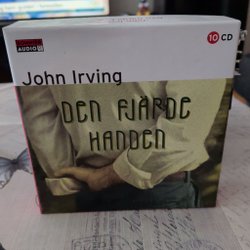 AUDIO
10 CD
John Irving
DEN FJÄRDE
HANDEN